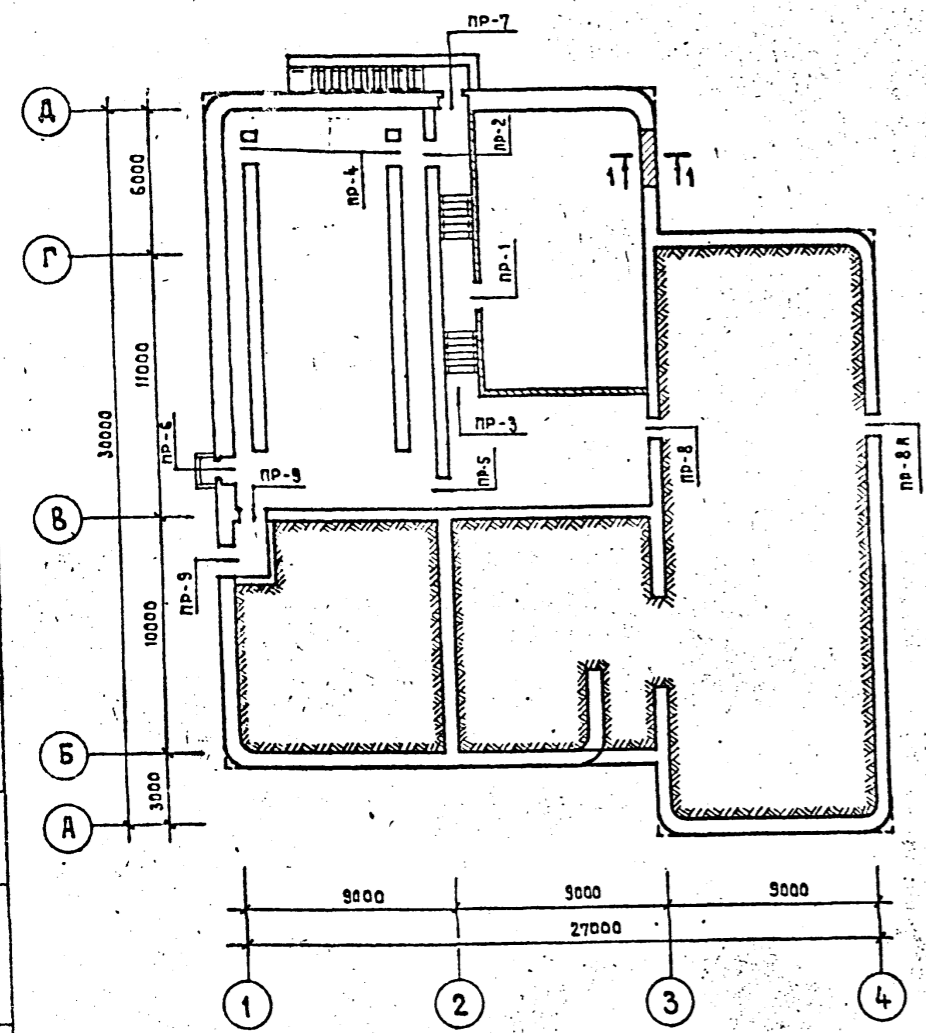 ПР-7
Д
ПР-2
ПР-4
1 1
6000
Г
ПР-1
11000
30000
ПР-6
ПР-3
ПР-8
ПР-8А
ПР-9
ПР-5
В
ПР-9
10000
Б
3000
А
9000 9000 9000
27000
1 2 3 4